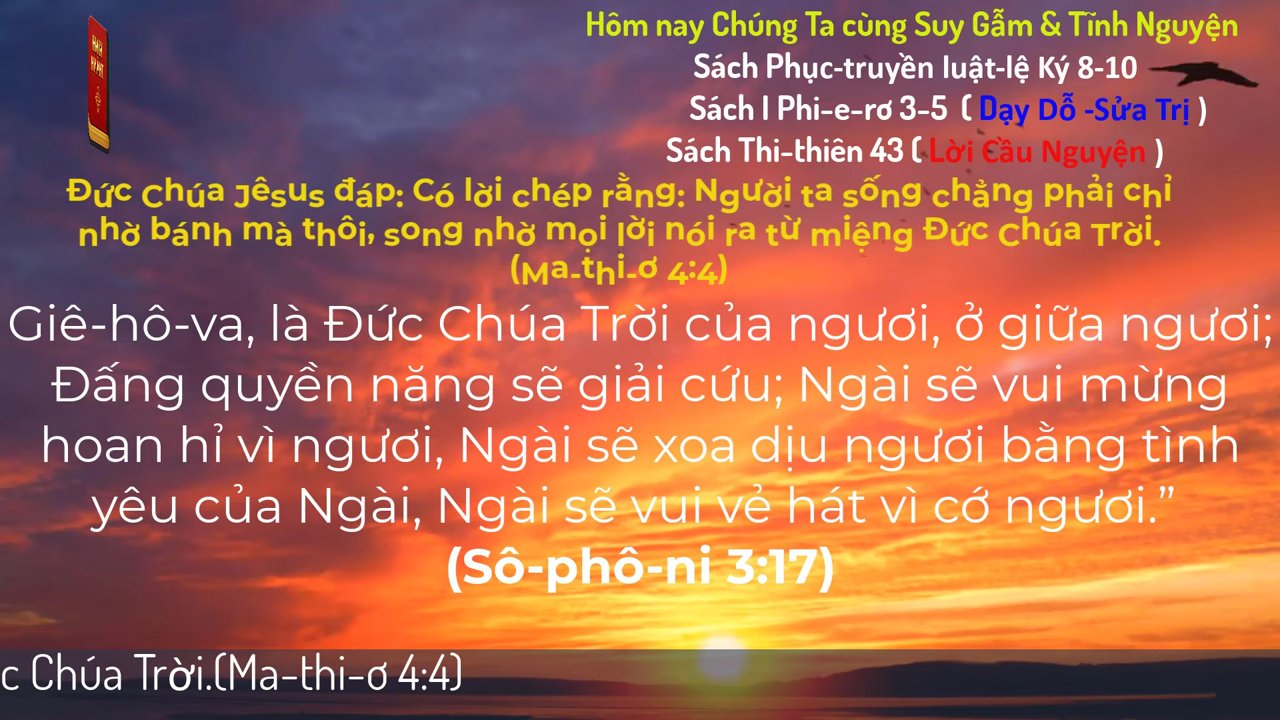 Hôm nay Chúng Ta cùng Suy Gẫm & Tĩnh Nguyện
Sách Phục-truyền luật-lệ Ký 8-10
Sách I Phi-e-rơ 3-5 ( Dạy Dỗ -Sửa Trị )
Sách Thi-thiên 43 ( Lời Cầu Nguyện )
Đức Chúa Jêsus đáp: Có lời chép rằng: Người ta sống chẳng phải chỉ
nhờ bánh mà thôi, song nhờ mọi lời nói ra từ miệng Đức Chúa Trời.
(Ma-thi-ơ 4:4)
Giê-hô-va, là Đức Chúa Trời của ngươi, ở giữa ngươi;
Đấng quyền năng sẽ giải cứu; Ngài sẽ vui mừng
hoan hỉ vì ngươi, Ngài sẽ xoa dịu ngươi bằng tình
yêu của Ngài, Ngài sẽ vui vẻ hát vì cớ ngươi.”
(Sô-phô-ni 3:17)
c Chúa Trời.(Ma-thi-ơ 4:4)